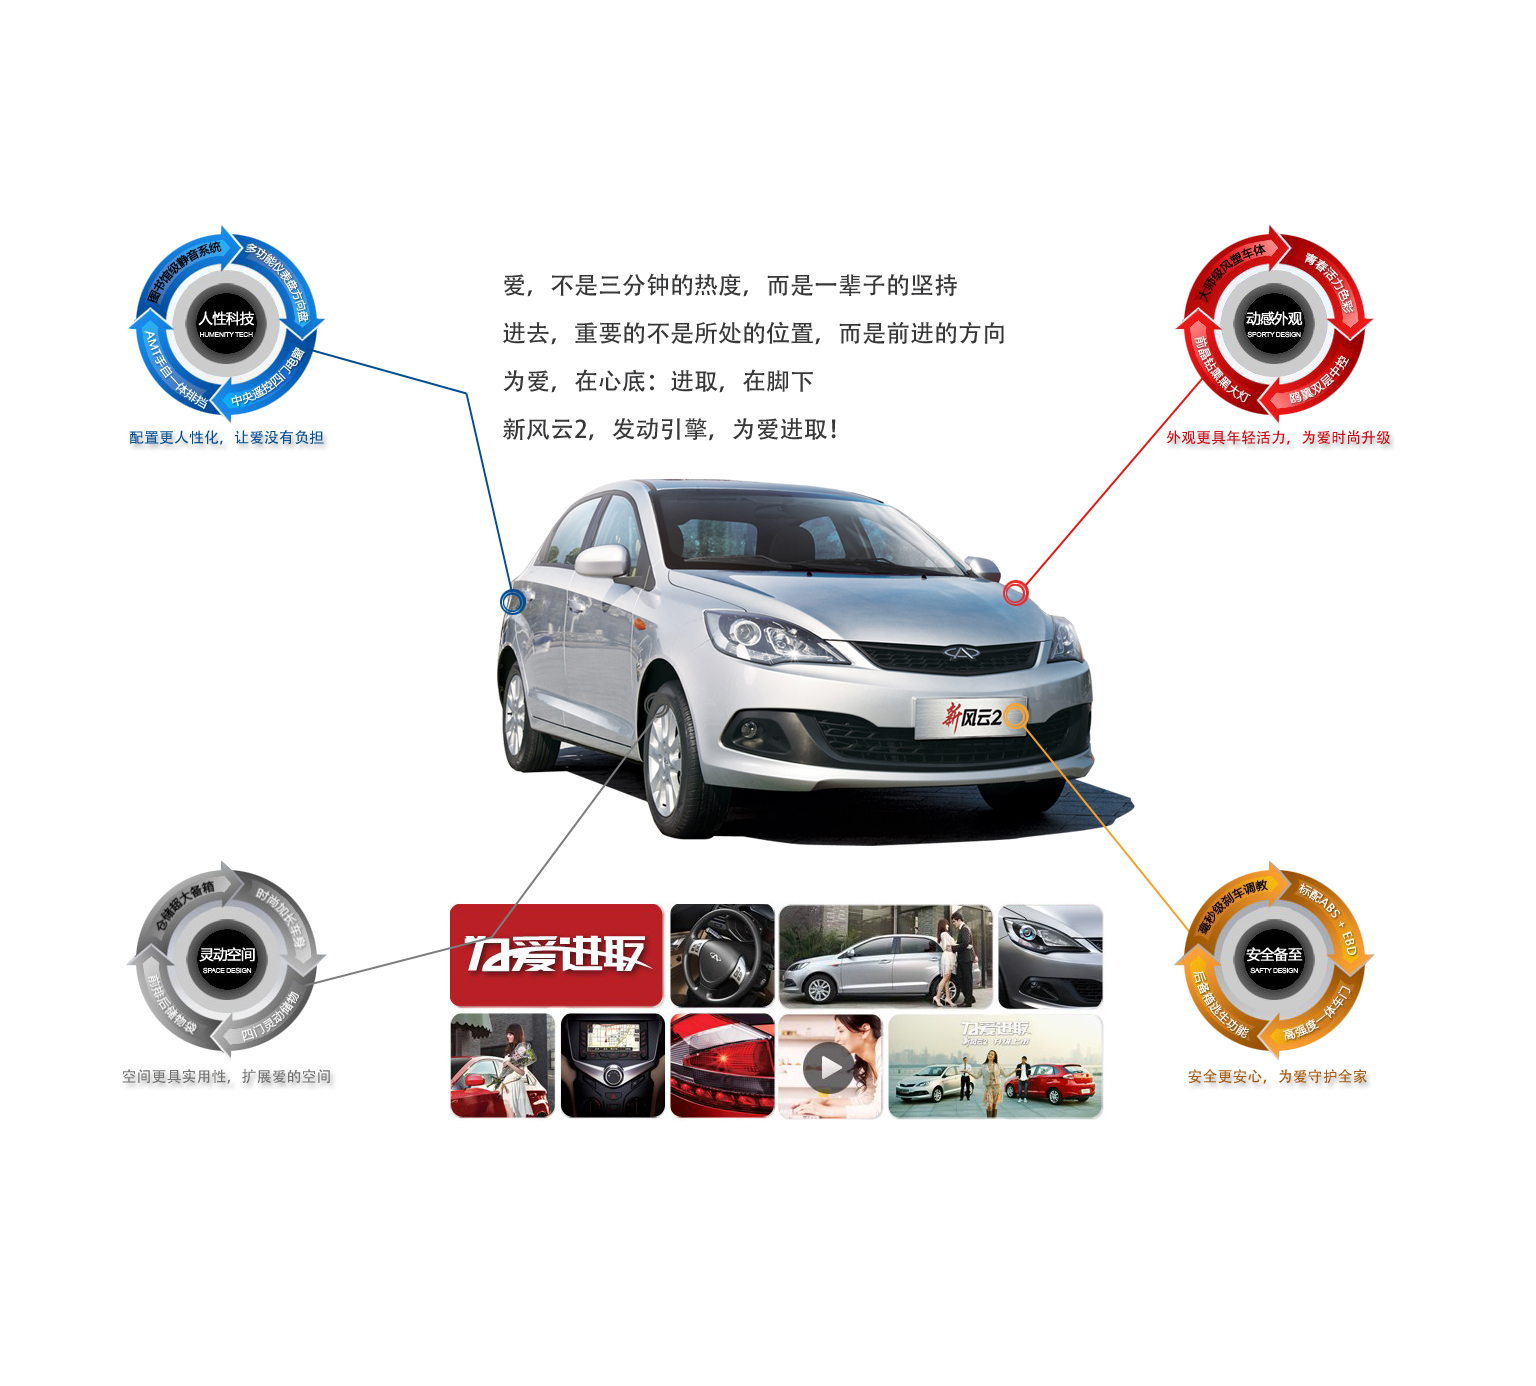 图书馆级静音系统
多功能仪表盘方向盘
中央遥控四门电窗
AMT手自一体排挡
人性科技
HUMENITY TECH
配置更人性化，让爱没有负担
爱，不是三分钟的热度，而是一辈子的坚持
进去，重要的不是所处的位置，而是前进的方向
为爱，在心底：进取，在脚下
新风云2，发动引擎，为爱进取！
大师级风塑车体
青春活力色彩
鸥翼双层中控
前晶钻熏黑大灯
动感外观
SPORTY DESIGN
外观更具年轻活力，为爱时尚升级
新风云2
仓储超大备箱
时尚加长车身
四门灵动储物
前排后储物袋
灵动空间
SPACE DESIGN
空间更具实用性，扩展爱的空间
为爱进取
为爱进取
毫秒级刹车调教
标配ABS + EBD
高强度一体车门
后备箱逃生功能
安全备至
SAFTY DESIGN
安全更安心，为爱守护全家